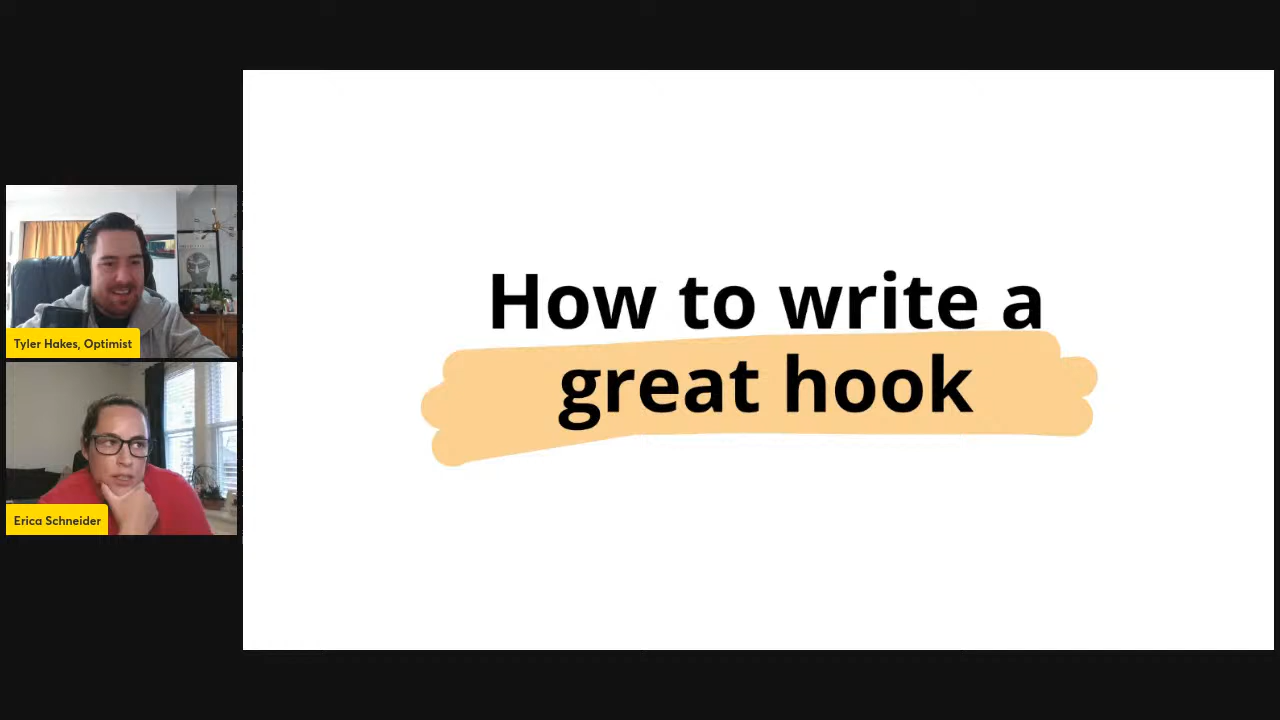 How to write a
great hook
Tyler Hakes, Optimist
Erica Schneider